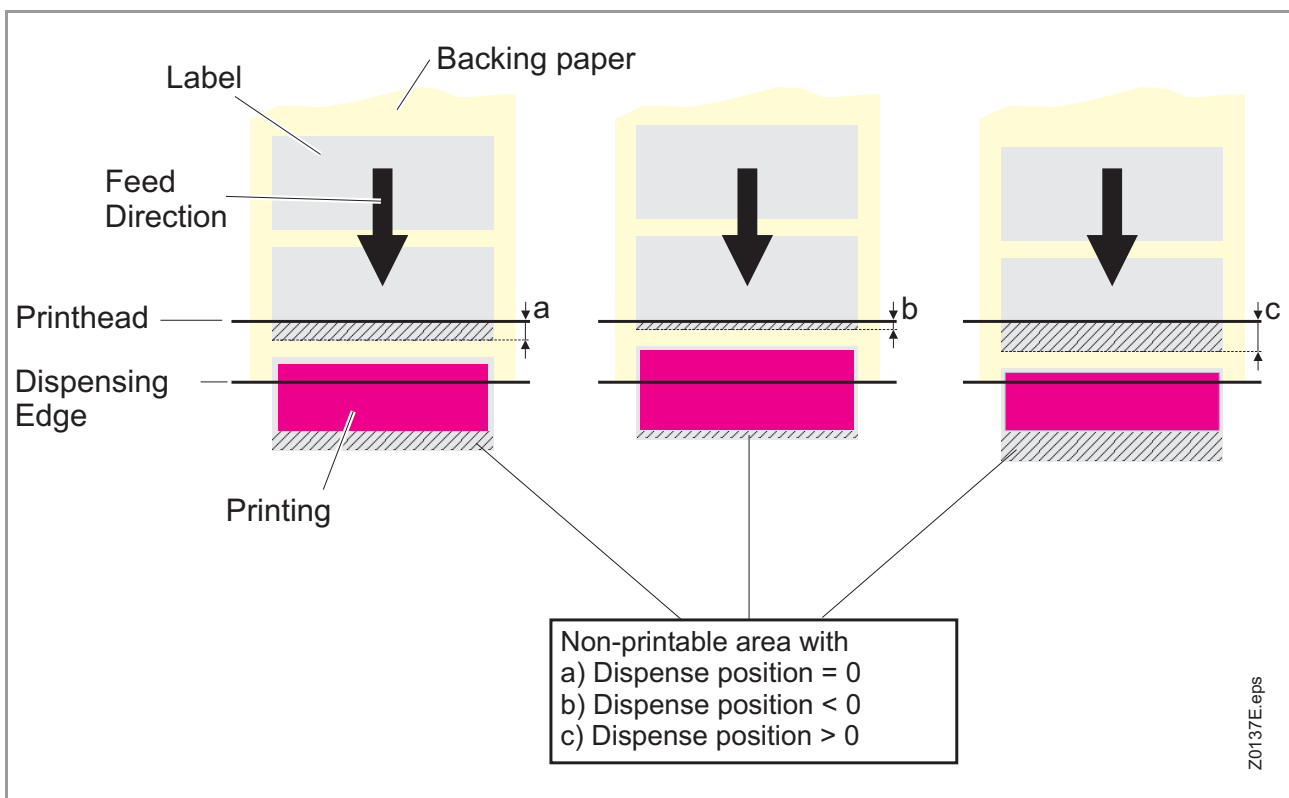 Backing paper
Label
Feed
Direction
a
b
c
Printhead
Dispensing
Edge
Printing
Non-printable area with
a) Dispense position = 0
b) Dispense position < 0
c) Dispense position > 0
Z0137E.eps